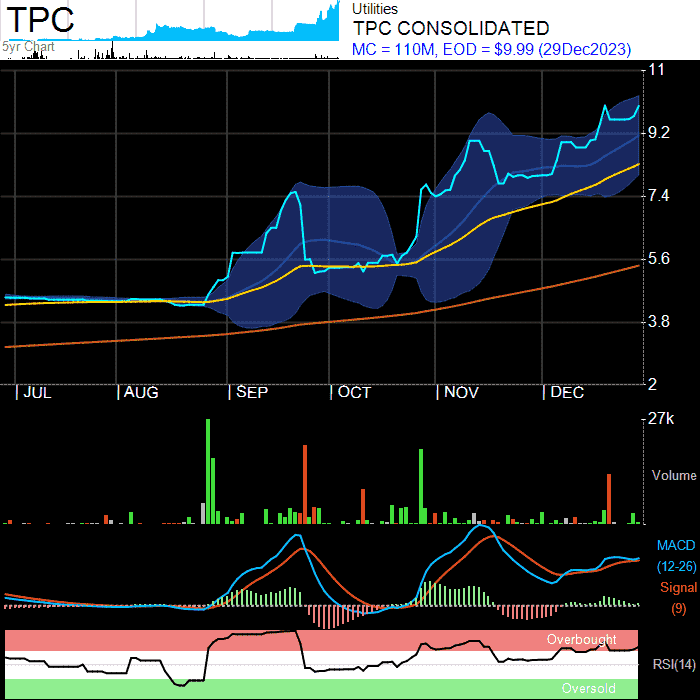 TPC
5yr Chart
Utilities
TPC CONSOLIDATED
MC = 110M, EOD = $9.99 (29Dec2023)
11
9.2
7.4
5.6
3.8
2
JUL AUG SEP OCT NOV DEC
27k
Volume
MACD
(12-26)
Signal
(9)
Overbought
RSI(14)
Oversold